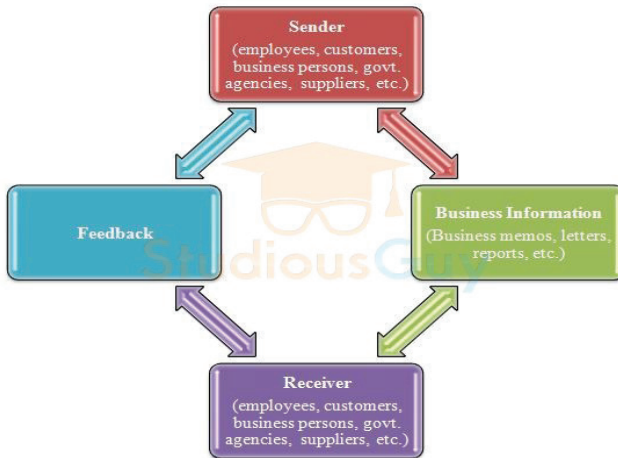 Sender
(employees, customers,
business persons, govt.
agencies, suppliers, etc.)
Feedback
Business Information
(Business memos, letters,
reports, etc.)
StudiousGuy
Receiver
(employees, customers,
business persons, govt.
agencies, suppliers, etc.)